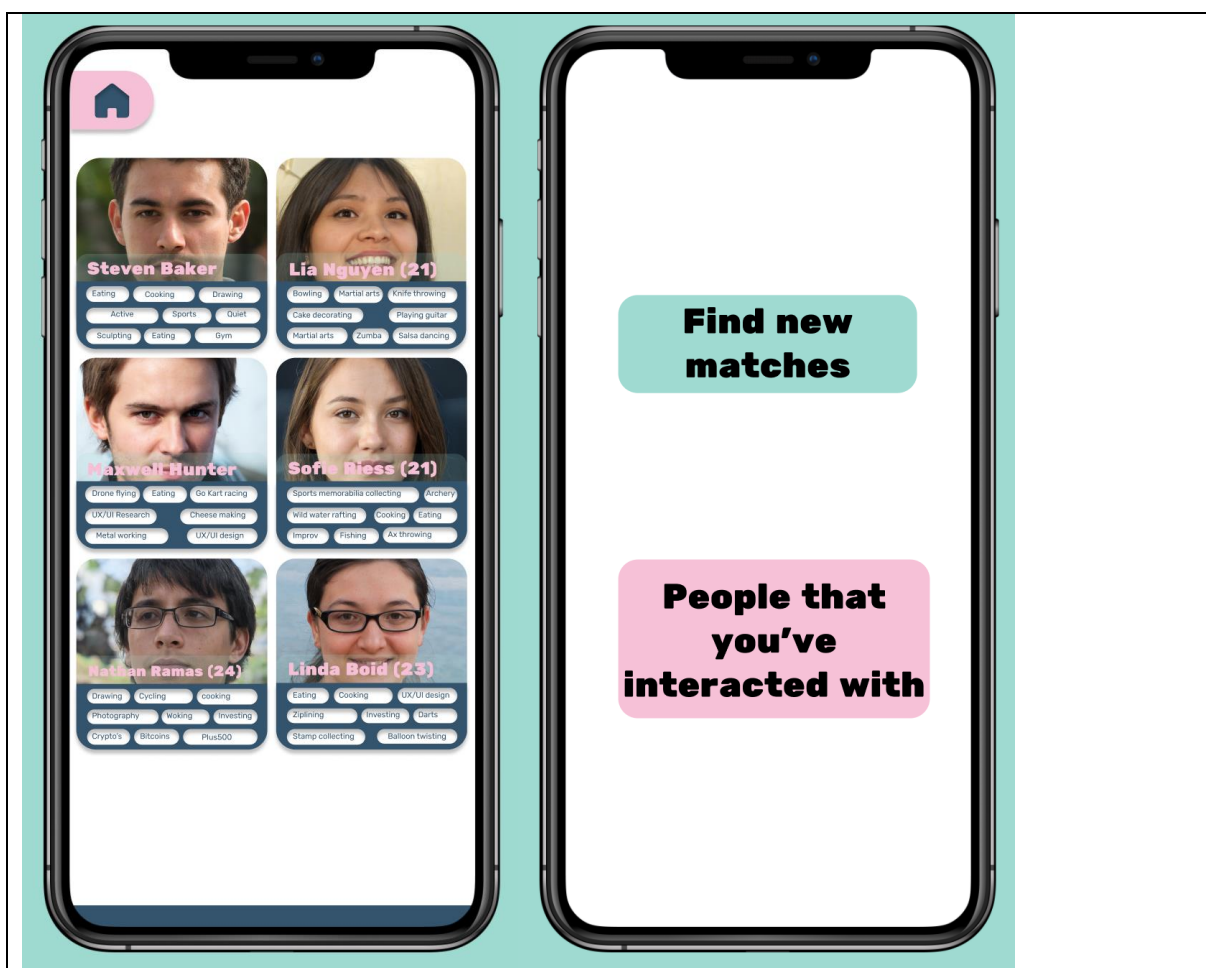 Steven Baker
Eating Cooking Drawing
Active Sports Quiet
Sculpting Eating Gym
Lia Nguyen (21)
Bowling Martial arts Knife throwing
Cake decorating Playing guitar
Martial arts Zumba Salsa dancing
Maxwell Hunter
Drone flying Eating Go Kart racing
UX/UI Research Cheese making
Metal working UX/UI design
Sofie Riess (21)
Sports memorabilia collecting Archery
Wild water rafting Cooking Eating
Improv Fishing Ax throwing
Nathan Ramas (24)
Drawing Cycling cooking
Photography Woking Investing
Crypto's Bitcoins Plus500
Linda Boid (23)
Eating Cooking UX/UI design
Ziplining Investing Darts
Stamp collecting Balloon twisting
Find new
matches
People that
you've
interacted with